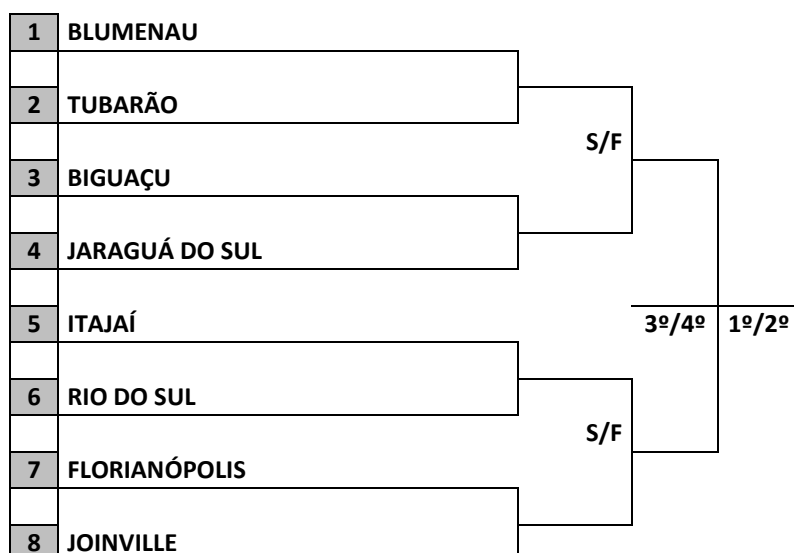 1 BLUMENAU
2 TUBARÃO
S/F
3 BIGUAÇU
4 JARAGUÁ DO SUL
5 ITAJAÍ 3º/4º 1º/2º
6 RIO DO SUL
S/F
7 FLORIANÓPOLIS
8 JOINVILLE